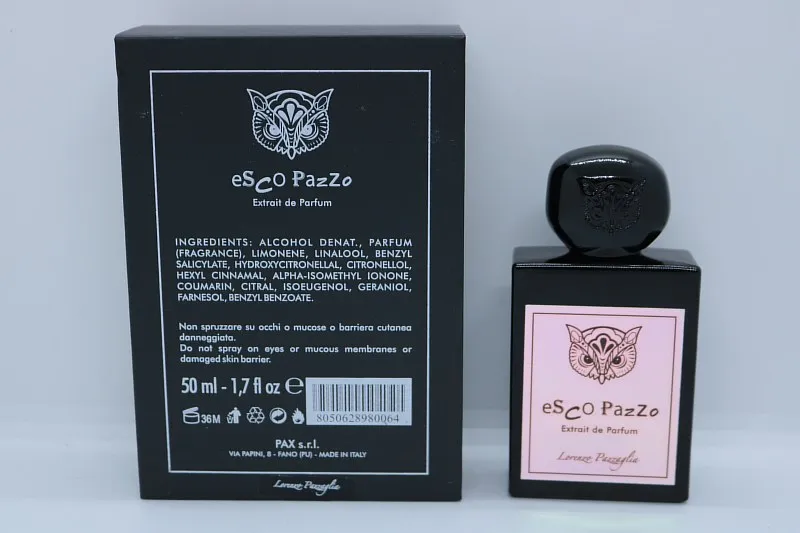 eSCO PaZZo
Extrait de Parfum
INGREDIENTS: ALCOHOL DENAT., PARFUM
(FRAGRANCE), LIMONENE, LINALOOL, BENZYL
SALICYLATE, HYDROXYCITRONELLAL, CITRONELLOL,
HEXYL CINNAMAL, ALPHA-ISOMETHYL IONONE,
COUMARIN, CITRAL, ISOEUGENOL, GERANIOL,
FARNESOL, BENZYL BENZOATE.
Non spruzzare su occhi o mucose o barriera cutanea
danneggiata.
Do not spray on eyes or mucous membranes or
damaged skin barrier.
50 ml - 1,7 fl oz ℮
8050628980064
36M
PAX s.r.l.
VIA PAPINI, 8 - FANO (PU) - MADE IN ITALY
Lorenzo Pazzaglia
eSCO PaZZo
Extrait de Parfum
Lorenzo Pazzaglia